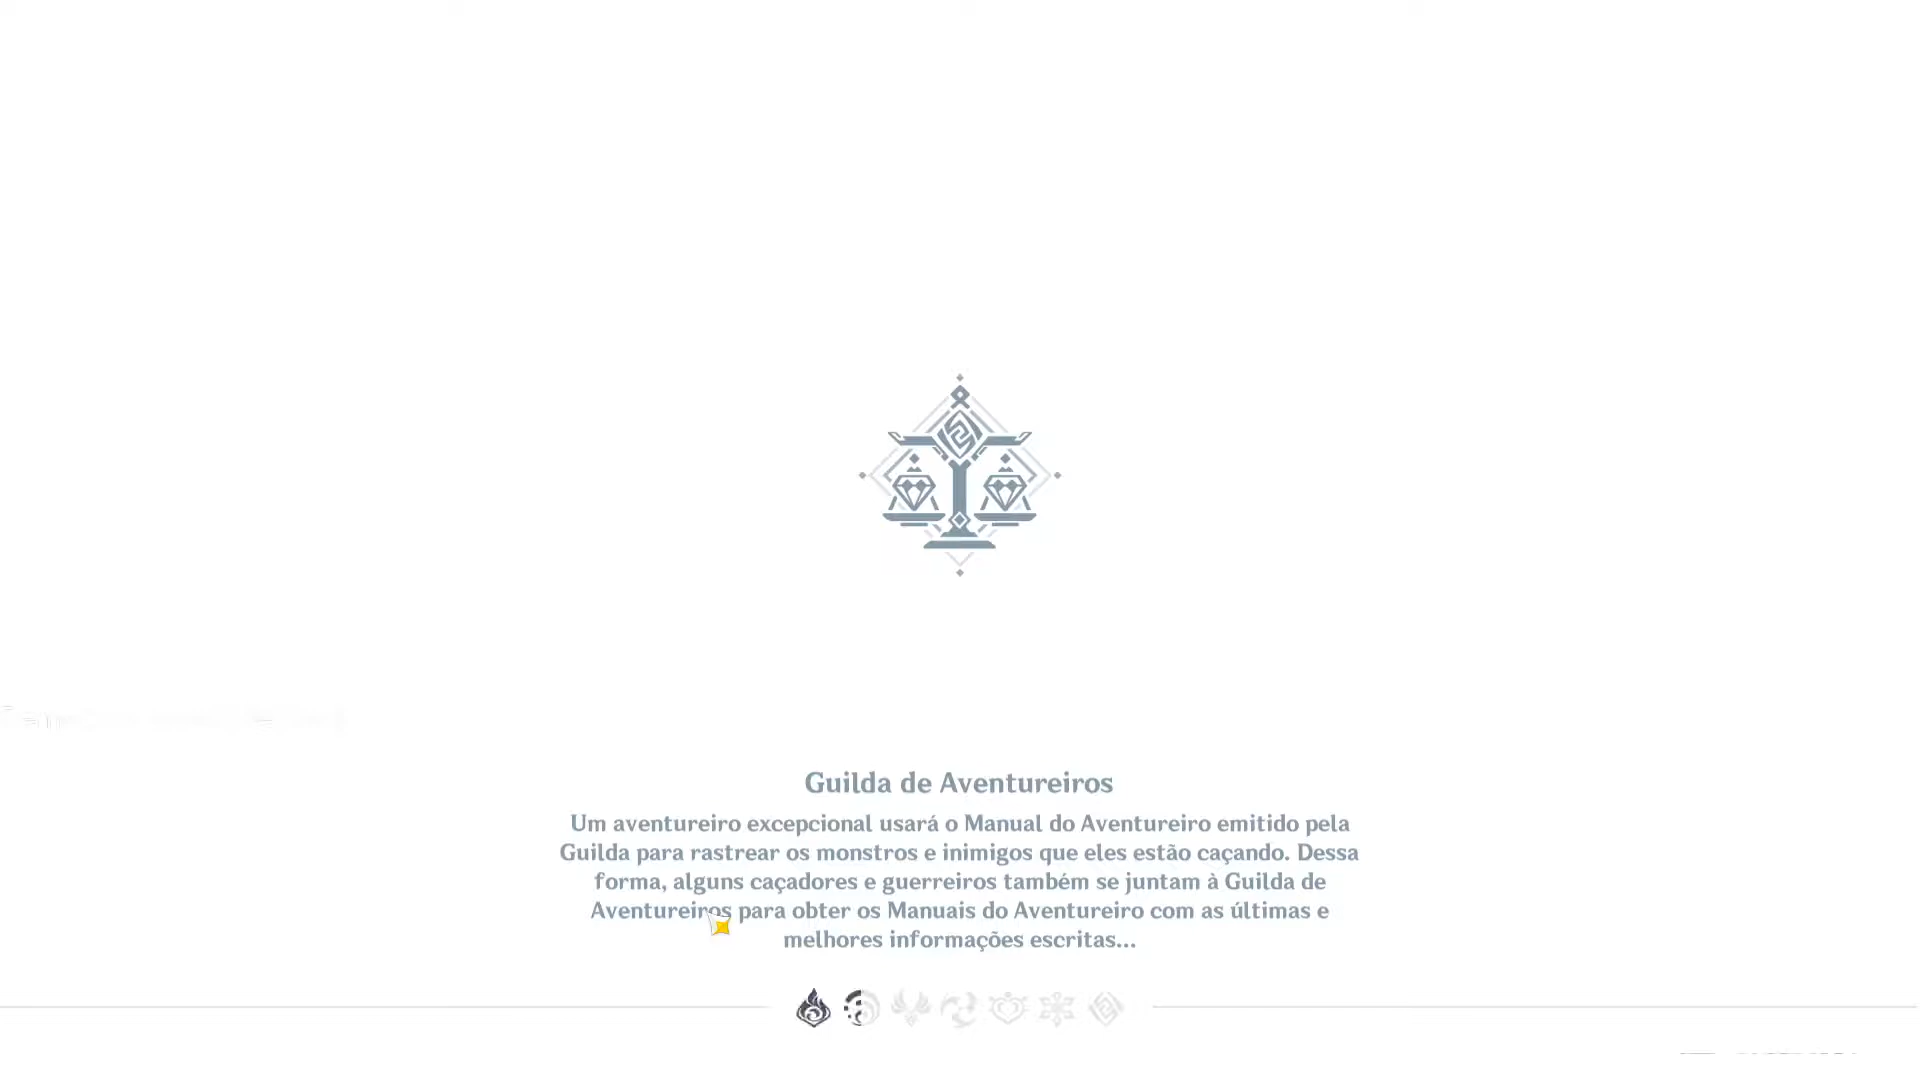 Guilda de Aventureiros
Um aventureiro excepcional usará o Manual do Aventureiro emitido pela
Guilda para rastrear os monstros e inimigos que eles estão caçando. Dessa
forma, alguns caçadores e guerreiros também se juntam à Guilda de
Aventureiros para obter os Manuais do Aventureiro com as últimas e
melhores informações escritas...